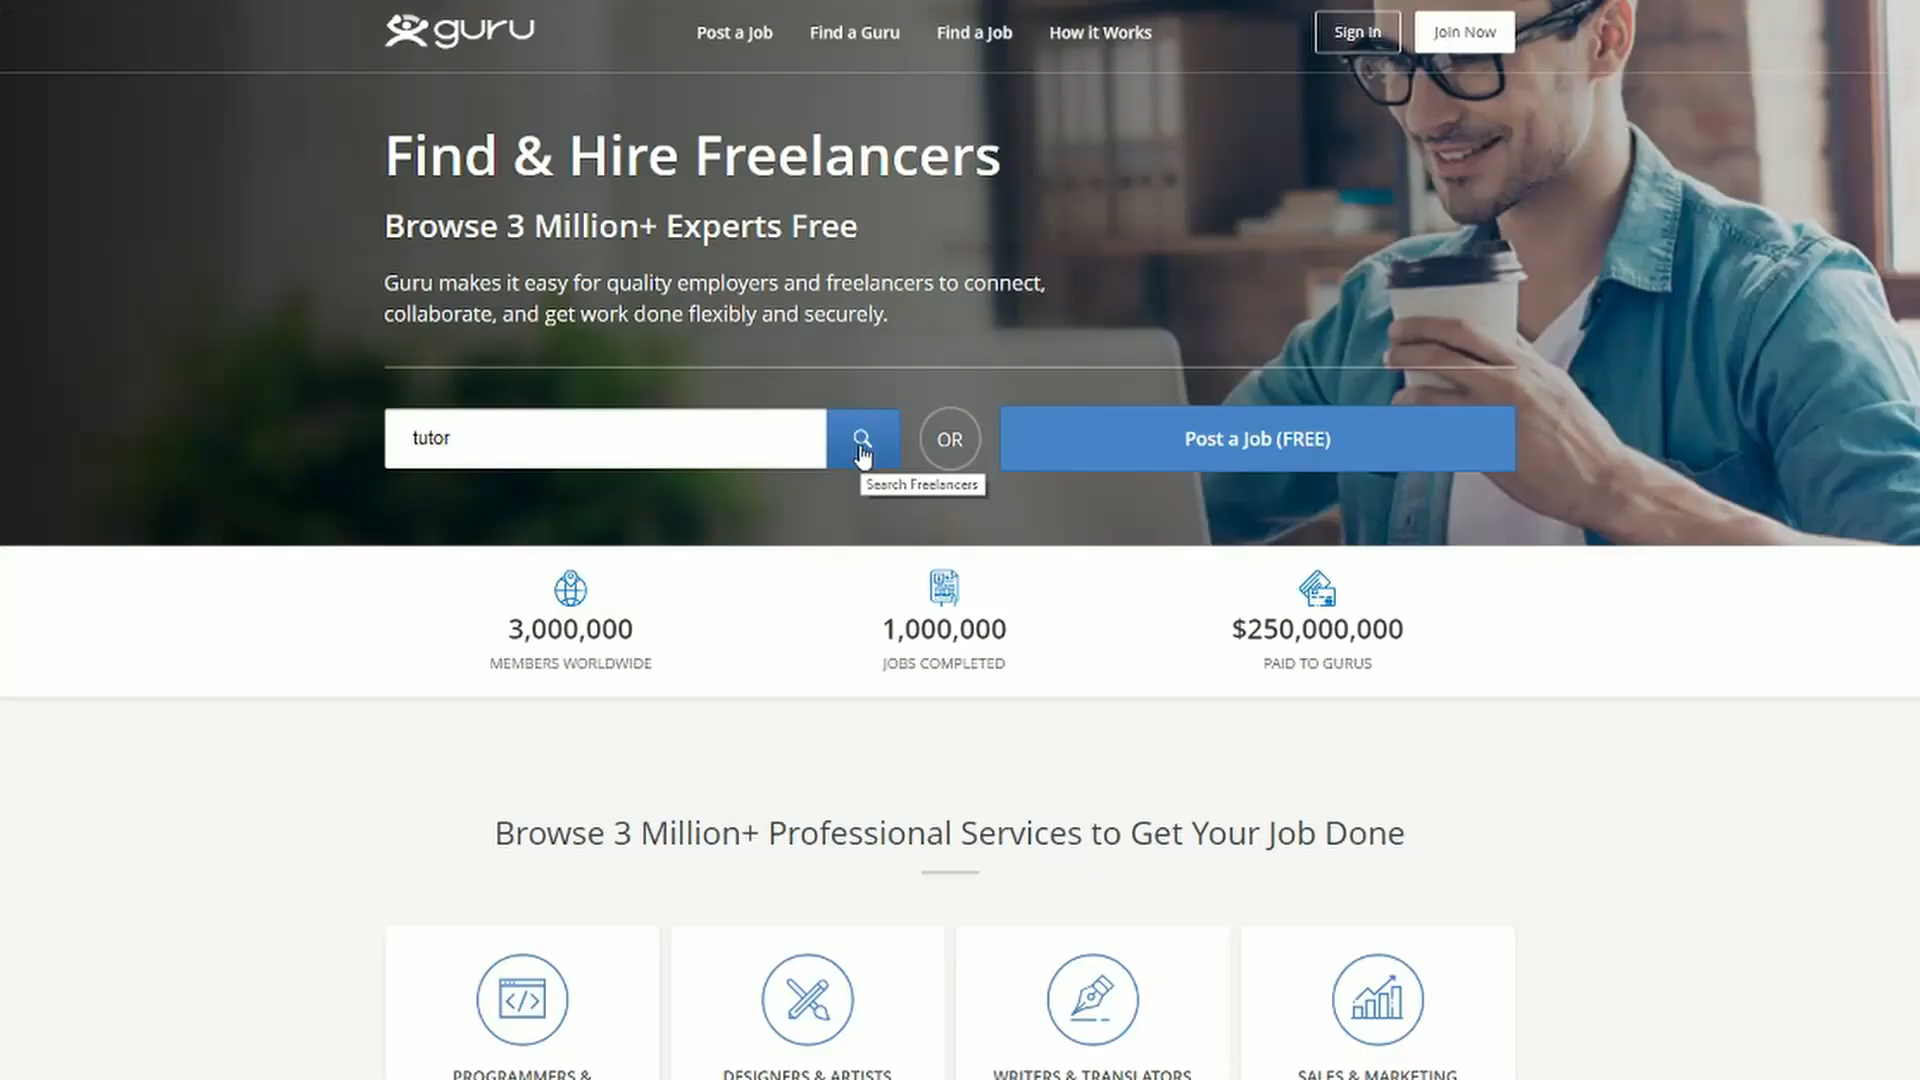 guru
Post a Job
Find a Guru
Find a Job
How it Works
Sign In
Join Now
Find & Hire Freelancers
Browse 3 Million+ Experts Free
Guru makes it easy for quality employers and freelancers to connect,
collaborate, and get work done flexibly and securely.
tutor
OR
Post a Job (FREE)
Search Freelancers
3,000,000
MEMBERS WORLDWIDE
1,000,000
JOBS COMPLETED
$250,000,000
PAID TO GURUS
Browse 3 Million+ Professional Services to Get Your Job Done
PROGRAMMERS &
DESIGNERS & ARTISTS
WRITERS & TRANSLATORS
SALES & MARKETING